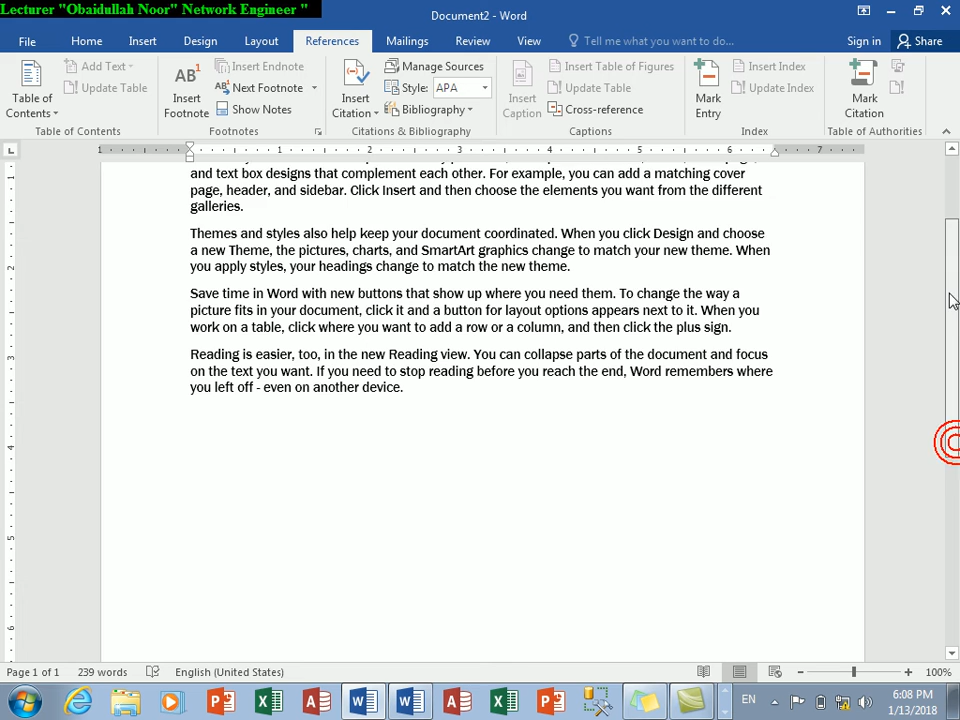 Lecturer "Obaidullah Noor" Network Engineer "
Document2 - Word
File Home Insert Design Layout References Mailings Review View Tell me what you want to do... Sign in Share
Table of Contents
Add Text
Update Table
Table of Contents
AB1
Insert Footnote
Insert Endnote
Next Footnote
Show Notes
Footnotes
Insert Citation
Manage Sources
Style: APA
Bibliography
Citations & Bibliography
Insert Caption
Insert Table of Figures
Update Table
Cross-reference
Captions
Mark Entry
Insert Index
Update Index
Index
Mark Citation
Table of Authorities
1 1 2 3 4 5 6 7
and text box designs that complement each other. For example, you can add a matching cover
page, header, and sidebar. Click Insert and then choose the elements you want from the different
galleries.
Themes and styles also help keep your document coordinated. When you click Design and choose
a new Theme, the pictures, charts, and SmartArt graphics change to match your new theme. When
you apply styles, your headings change to match the new theme.
Save time in Word with new buttons that show up where you need them. To change the way a
picture fits in your document, click it and a button for layout options appears next to it. When you
work on a table, click where you want to add a row or a column, and then click the plus sign.
Reading is easier, too, in the new Reading view. You can collapse parts of the document and focus
on the text you want. If you need to stop reading before you reach the end, Word remembers where
you left off - even on another device.
Page 1 of 1 239 words English (United States) 100%
EN 6:08 PM
1/13/2018